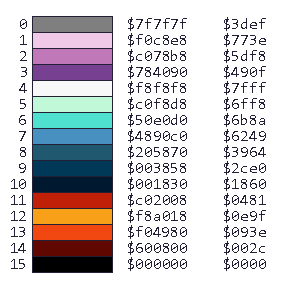 0 $7f7f7f $3def
1 $f0c8e8 $773e
2 $c078b8 $5df8
3 $784090 $490f
4 $f8f8f8 $7fff
5 $c0f8d8 $6ff8
6 $50e0d0 $6b8a
7 $4890c0 $6249
8 $205870 $3964
9 $003858 $2ce0
10 $001830 $1860
11 $c02008 $0481
12 $f8a018 $0e9f
13 $f04980 $093e
14 $600800 $002c
15 $000000 $0000